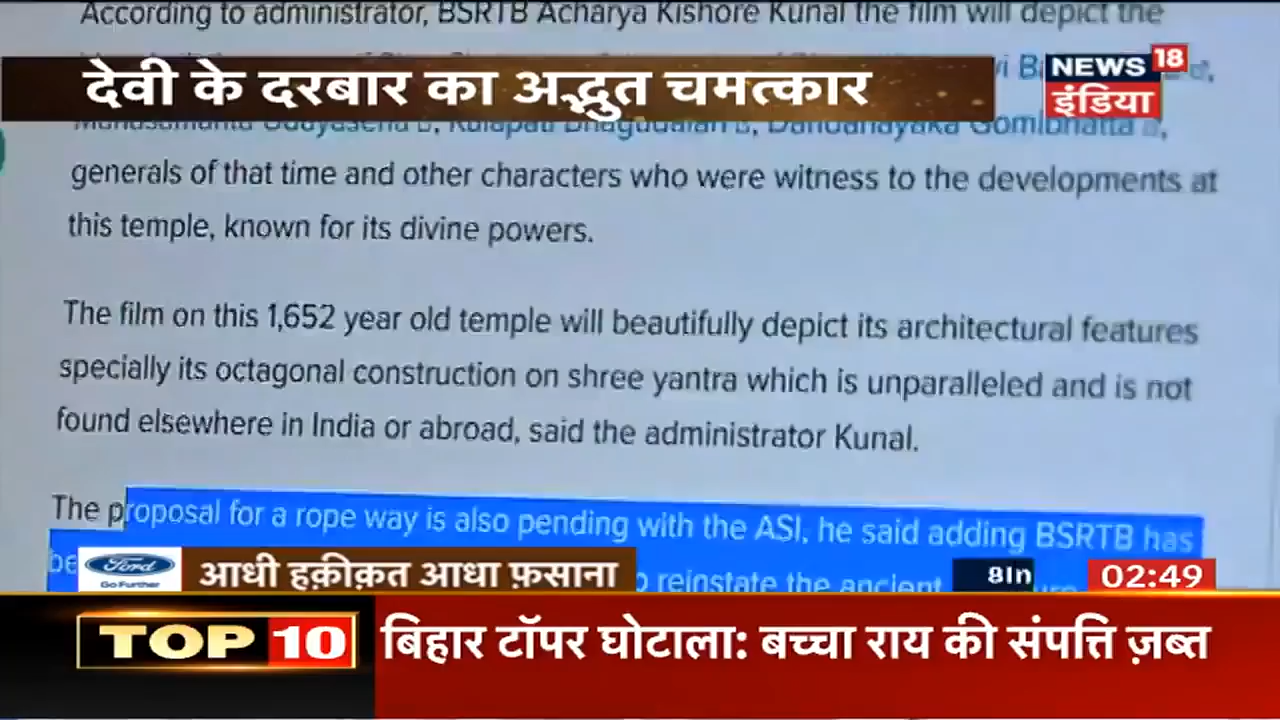 According to administrator, BSRTB Acharya Kishore Kunal the film will depict the
देवी के दरबार का अद्भुत चमत्कार
NEWS 18
इंडिया
generals of that time and other characters who were witness to the developments at
this temple, known for its divine powers.
The film on this 1,652 year old temple will beautifully depict its architectural features
specially its octagonal construction on shree yantra which is unparalleled and is not
found elsewhere in India or abroad, said the administrator Kunal.
The proposal for a rope way is also pending with the ASI, he said adding BSRTB has
reinstate the ancient
Ford
Go Further
आधी हक़ीक़त आधा फ़साना
02:49
TOP 10
बिहार टॉपर घोटाला: बच्चा राय की संपत्ति ज़ब्त